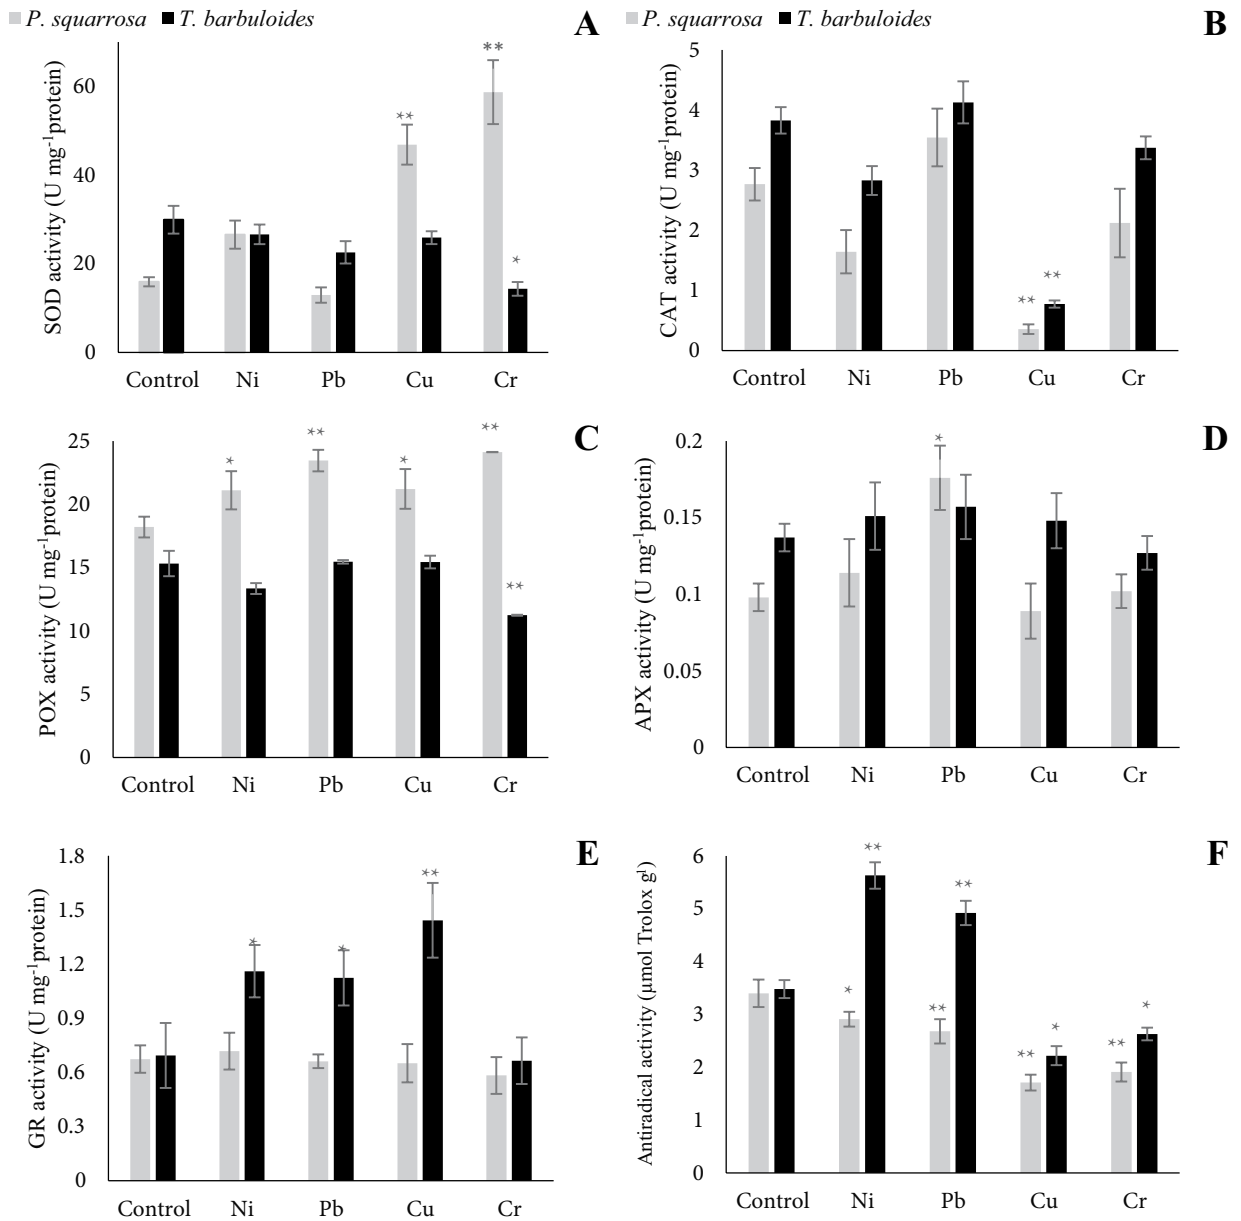 P. squarrosa T. barbuloides
A
SOD activity (U mg-1protein)
60
40
20
0
** ** *
Control Ni Pb Cu Cr
P. squarrosa T. barbuloides
B
CAT activity (U mg-1protein)
5
4
3
2
1
0
** **
Control Ni Pb Cu Cr
C
POX activity (U mg-1protein)
25
20
15
10
5
0
* ** * ** **
Control Ni Pb Cu Cr
D
APX activity (U mg-1protein)
0.2
0.15
0.1
0.05
0
*
Control Ni Pb Cu Cr
E
GR activity (U mg-1protein)
1.8
1.5
1.2
0.9
0.6
0.3
0
* * **
Control Ni Pb Cu Cr
F
Antiradical activity (µmol Trolox gl)
6
5
4
3
2
1
0
* ** ** ** ** * ** *
Control Ni Pb Cu Cr